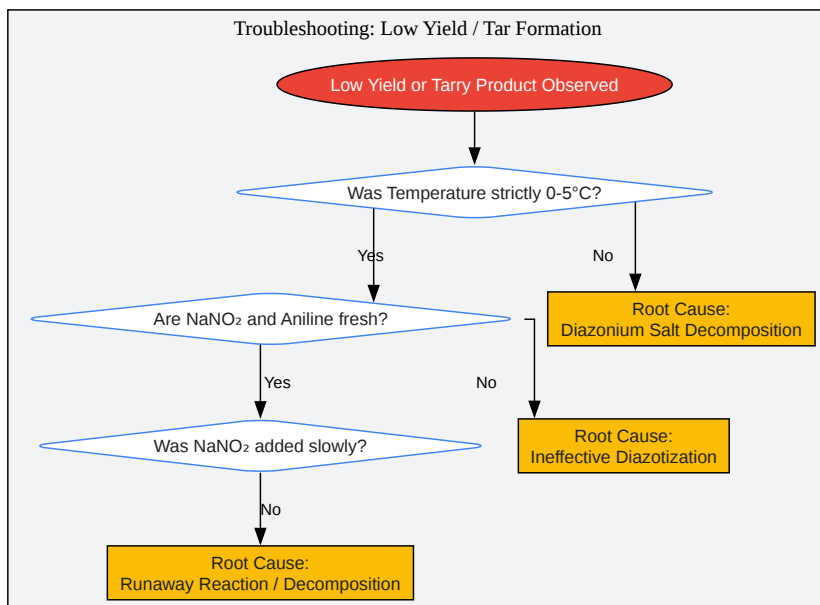 Troubleshooting: Low Yield / Tar Formation
Low Yield or Tarry Product Observed
Was Temperature strictly 0-5°C?
Yes
No
Are NaNO₂ and Aniline fresh?
Root Cause:
Diazonium Salt Decomposition
Yes
No
Was NaNO₂ added slowly?
Root Cause:
Ineffective Diazotization
No
Root Cause:
Runaway Reaction / Decomposition